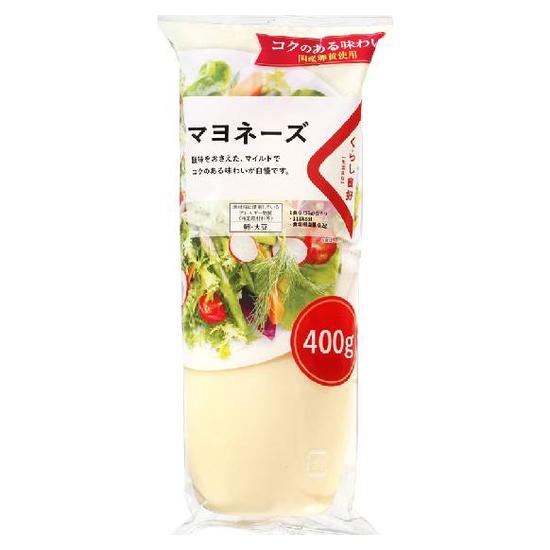 コクのある味わい
国産卵黄使用
マヨネーズ
酸味をおさえた、マイルドで
コクのある味わいが自慢です。
くらし良好
卵・大豆
400g